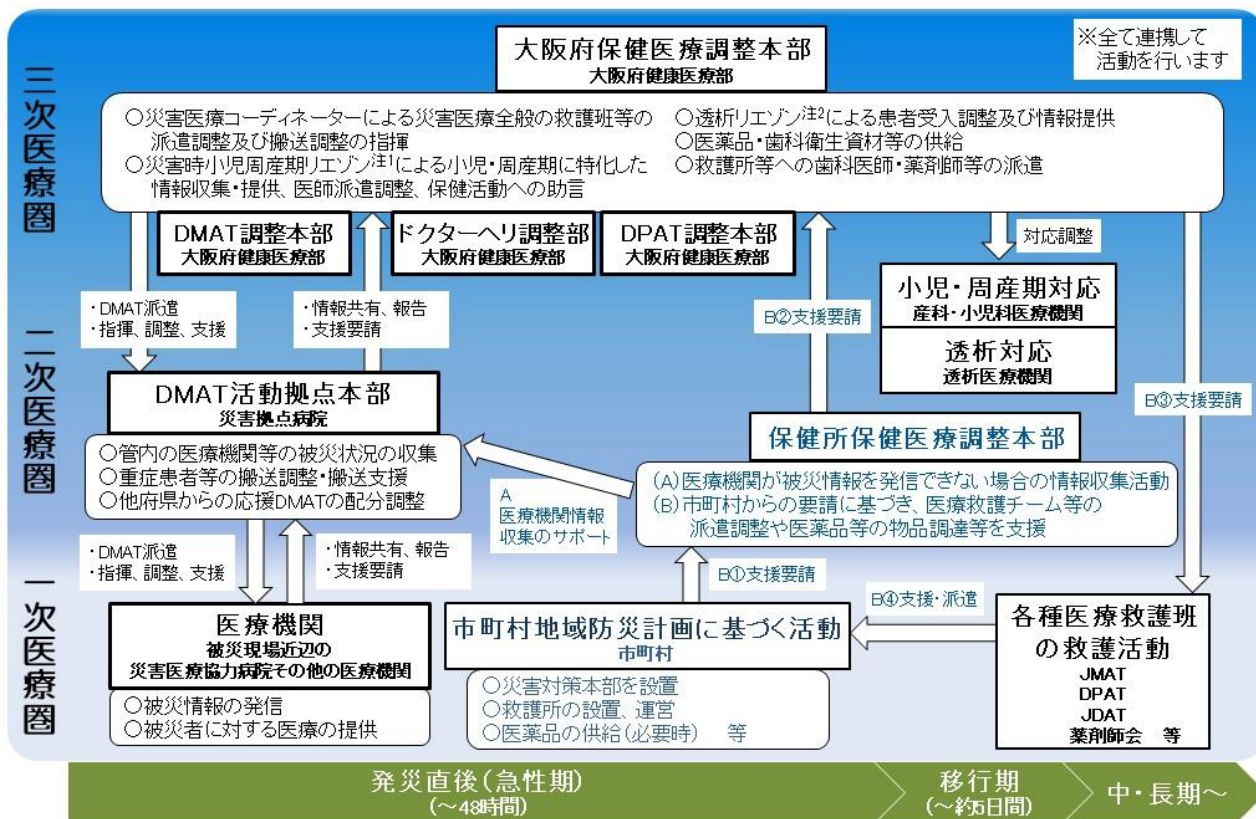 大阪府保健医療調整本部
大阪府健康医療部
※全て連携して
活動を行います
三次医療圏
○災害医療コーディネーターによる災害医療全般の救護班等の
派遣調整及び搬送調整の指揮
○災害時小児周産期リエゾン注1による小児・周産期に特化した
情報収集・提供、医師派遣調整、保健活動への助言
○透析リエゾン注2による患者受入調整及び情報提供
○医薬品・歯科衛生資材等の供給
○救護所等への歯科医師・薬剤師等の派遣
DMAT調整本部
大阪府健康医療部
ドクターヘリ調整部
大阪府健康医療部
DPAT調整本部
大阪府健康医療部
対応調整
・DMAT派遣
・指揮、調整、支援
・情報共有、報告
・支援要請
B②支援要請
小児・周産期対応
産科・小児科医療機関
透析対応
透析医療機関
B③支援要請
二次医療圏
DMAT活動拠点本部
災害拠点病院
○管内の医療機関等の被災状況の収集
○重症患者等の搬送調整・搬送支援
○他府県からの応援DMATの配分調整
保健所保健医療調整本部
(A)医療機関が被災情報を発信できない場合の情報収集活動
(B)市町村からの要請に基づき、医療救護チーム等の
派遣調整や医薬品等の物品調達等を支援
A
医療機関情報
収集のサポート
・DMAT派遣
・指揮、調整、支援
・情報共有、報告
・支援要請
B①支援要請
B④支援・派遣
一次医療圏
医療機関
被災現場近辺の
災害医療協力病院その他の医療機関
○被災情報の発信
○被災者に対する医療の提供
市町村地域防災計画に基づく活動
市町村
○災害対策本部を設置
○救護所の設置、運営
○医薬品の供給(必要時) 等
各種医療救護班
の救護活動
JMAT
DPAT
JDAT
薬剤師会 等
発災直後(急性期)
(～48時間)
移行期
(～約5日間)
中・長期～